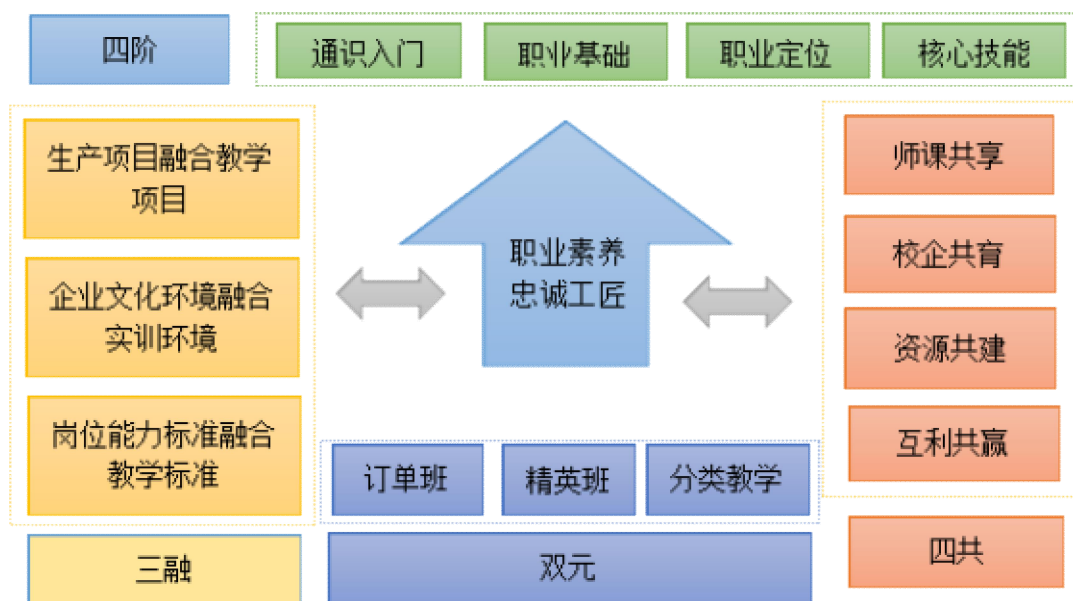 四阶
通识入门
职业基础
职业定位
核心技能
生产项目融合教学
项目
企业文化环境融合
实训环境
岗位能力标准融合
教学标准
三融
职业素养
忠诚工匠
订单班
精英班
分类教学
双元
师课共享
校企共育
资源共建
互利共赢
四共